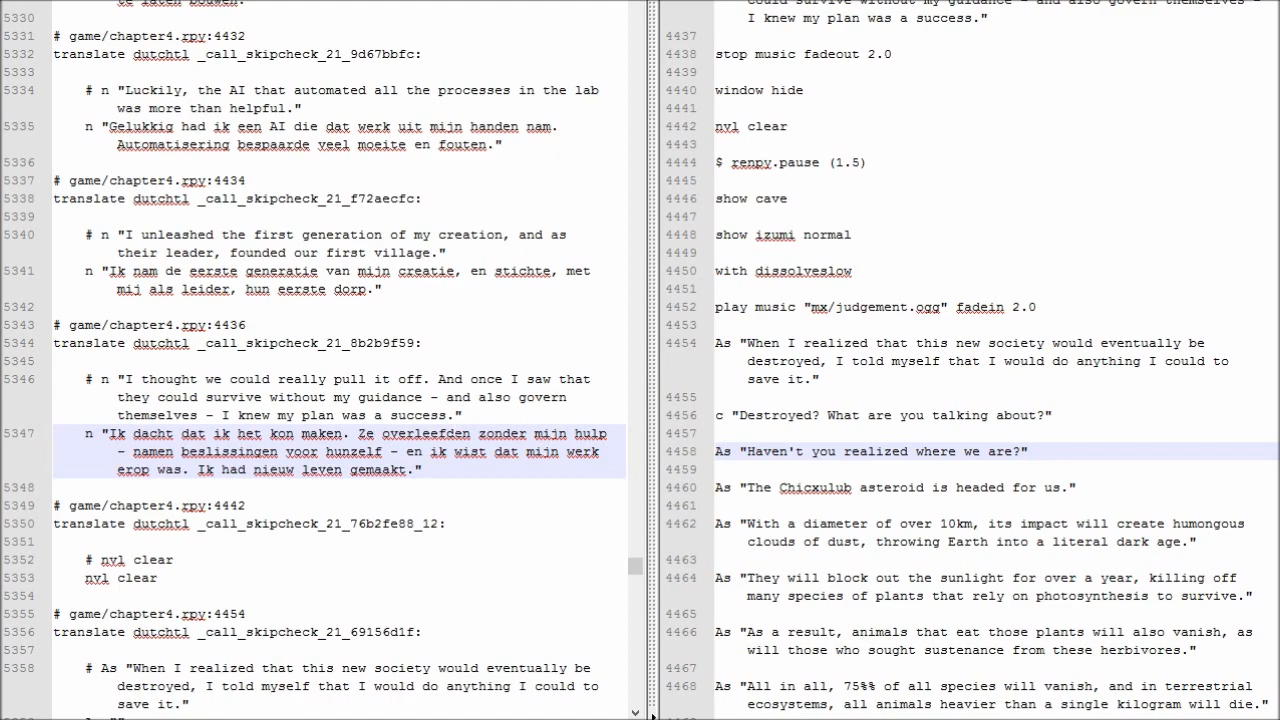 te laten bouwen."
5330
5331 # game/chapter4.rpy:4432
5332 translate dutchtl _call_skipcheck_21_9d67bbfc:
5333
5334 # n "Luckily, the AI that automated all the processes in the lab
was more than helpful."
5335 n "Gelukkig had ik een AI die dat werk uit mijn handen nam.
Automatisering bespaarde veel moeite en fouten."
5336
5337 # game/chapter4.rpy:4434
5338 translate dutchtl _call_skipcheck_21_f72aecfc:
5339
5340 # n "I unleashed the first generation of my creation, and as
their leader, founded our first village."
5341 n "Ik nam de eerste generatie van mijn creatie, en stichte, met
mij als leider, hun eerste dorp."
5342
5343 # game/chapter4.rpy:4436
5344 translate dutchtl _call_skipcheck_21_8b2b9f59:
5345
5346 # n "I thought we could really pull it off. And once I saw that
they could survive without my guidance - and also govern
themselves - I knew my plan was a success."
5347 n "Ik dacht dat ik het kon maken. Ze overleefden zonder mijn hulp
- namen beslissingen voor hunzelf - en ik wist dat mijn werk
erop was. Ik had nieuw leven gemaakt."
5348
5349 # game/chapter4.rpy:4442
5350 translate dutchtl _call_skipcheck_21_76b2fe88_12:
5351
5352 # nvl clear
5353 nvl clear
5354
5355 # game/chapter4.rpy:4454
5356 translate dutchtl _call_skipcheck_21_69156d1f:
5357
5358 # As "When I realized that this new society would eventually be
destroyed, I told myself that I would do anything I could to
save it."
could survive without my guidance - and also govern themselves -
I knew my plan was a success."
4437
4438 stop music fadeout 2.0
4439
4440 window hide
4441
4442 nvl clear
4443
4444 $ renpy.pause (1.5)
4445
4446 show cave
4447
4448 show izumi normal
4449
4450 with dissolveslow
4451
4452 play music "mx/judgement.ogg" fadein 2.0
4453
4454 As "When I realized that this new society would eventually be
destroyed, I told myself that I would do anything I could to
save it."
4455
4456 c "Destroyed? What are you talking about?"
4457
4458 As "Haven't you realized where we are?"
4459
4460 As "The Chicxulub asteroid is headed for us."
4461
4462 As "With a diameter of over 10km, its impact will create humongous
clouds of dust, throwing Earth into a literal dark age."
4463
4464 As "They will block out the sunlight for over a year, killing off
many species of plants that rely on photosynthesis to survive."
4465
4466 As "As a result, animals that eat those plants will also vanish, as
will those who sought sustenance from these herbivores."
4467
4468 As "All in all, 75%% of all species will vanish, and in terrestrial
ecosystems, all animals heavier than a single kilogram will die."